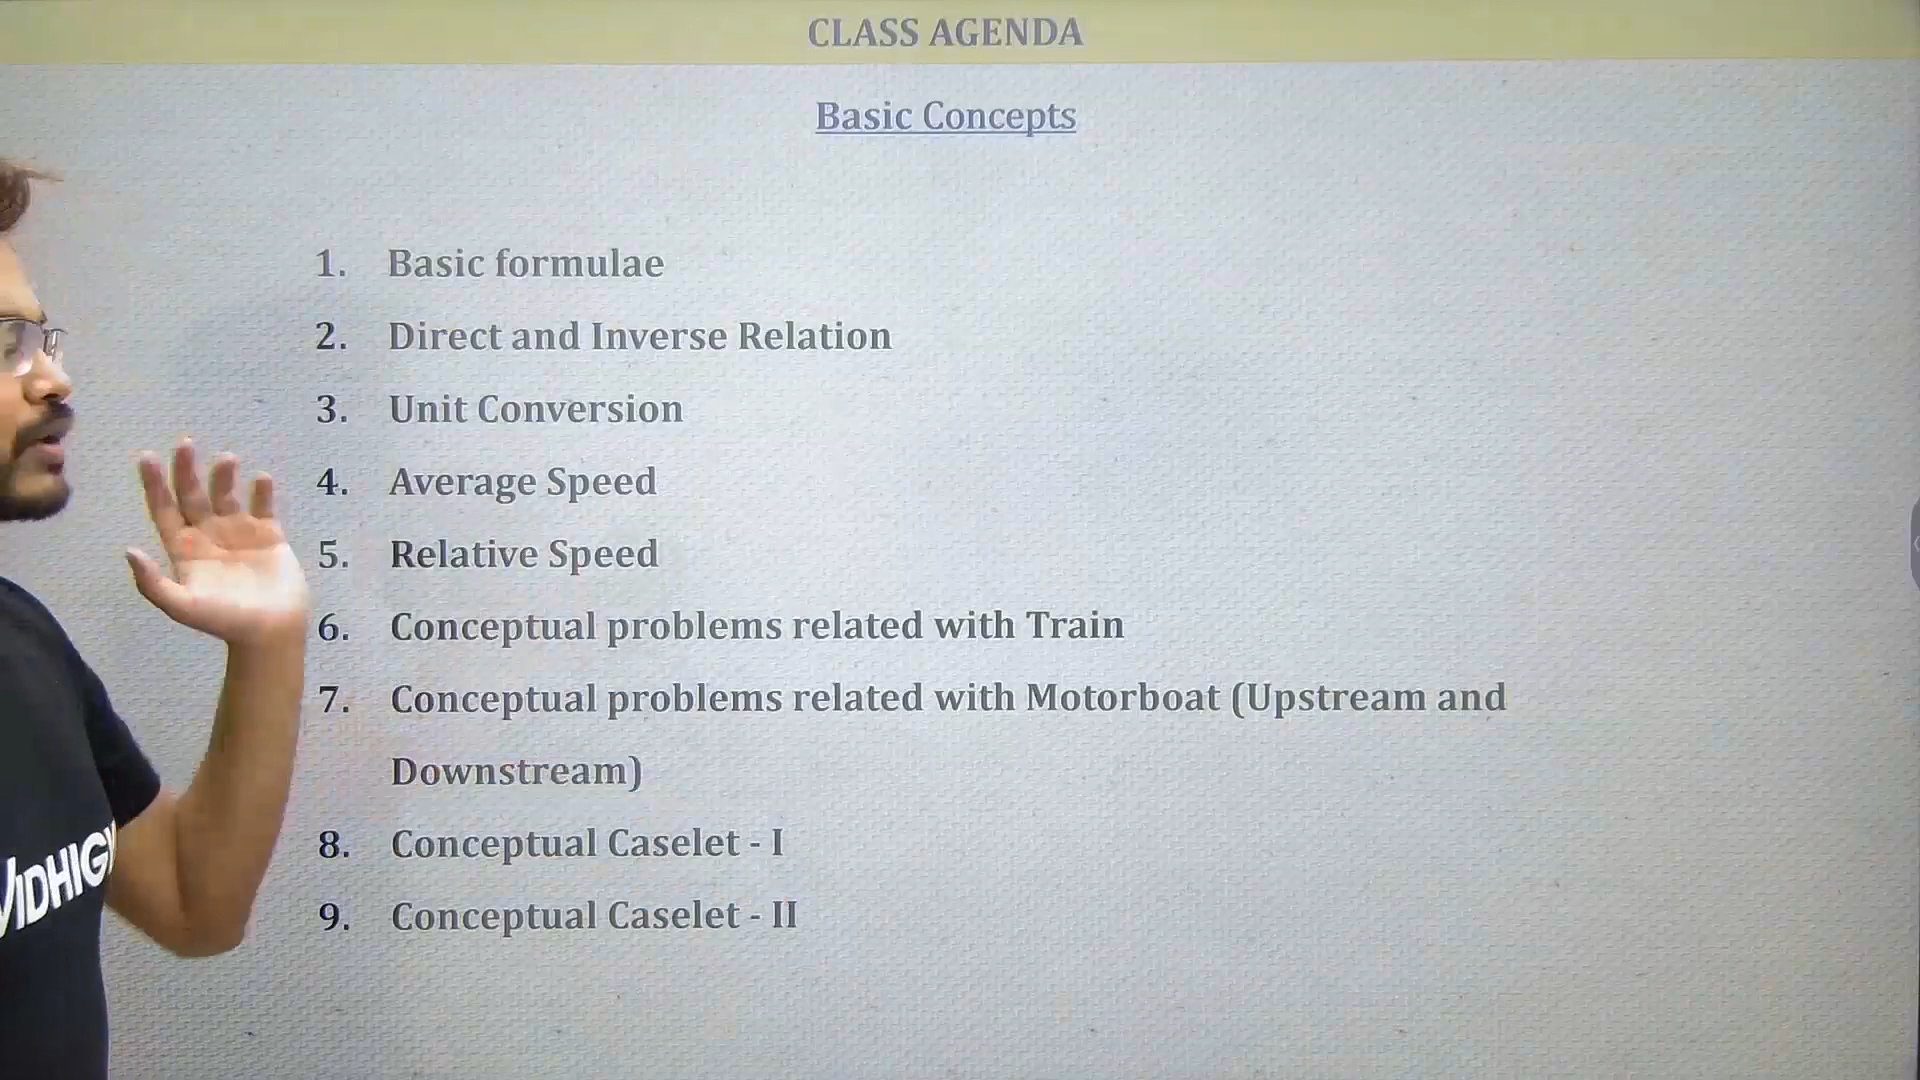 CLASS AGENDA
Basic Concepts
1. Basic formulae
2. Direct and Inverse Relation
3. Unit Conversion
4. Average Speed
5. Relative Speed
6. Conceptual problems related with Train
7. Conceptual problems related with Motorboat (Upstream and
Downstream)
8. Conceptual Caselet - I
9. Conceptual Caselet - II
VIDHIGY